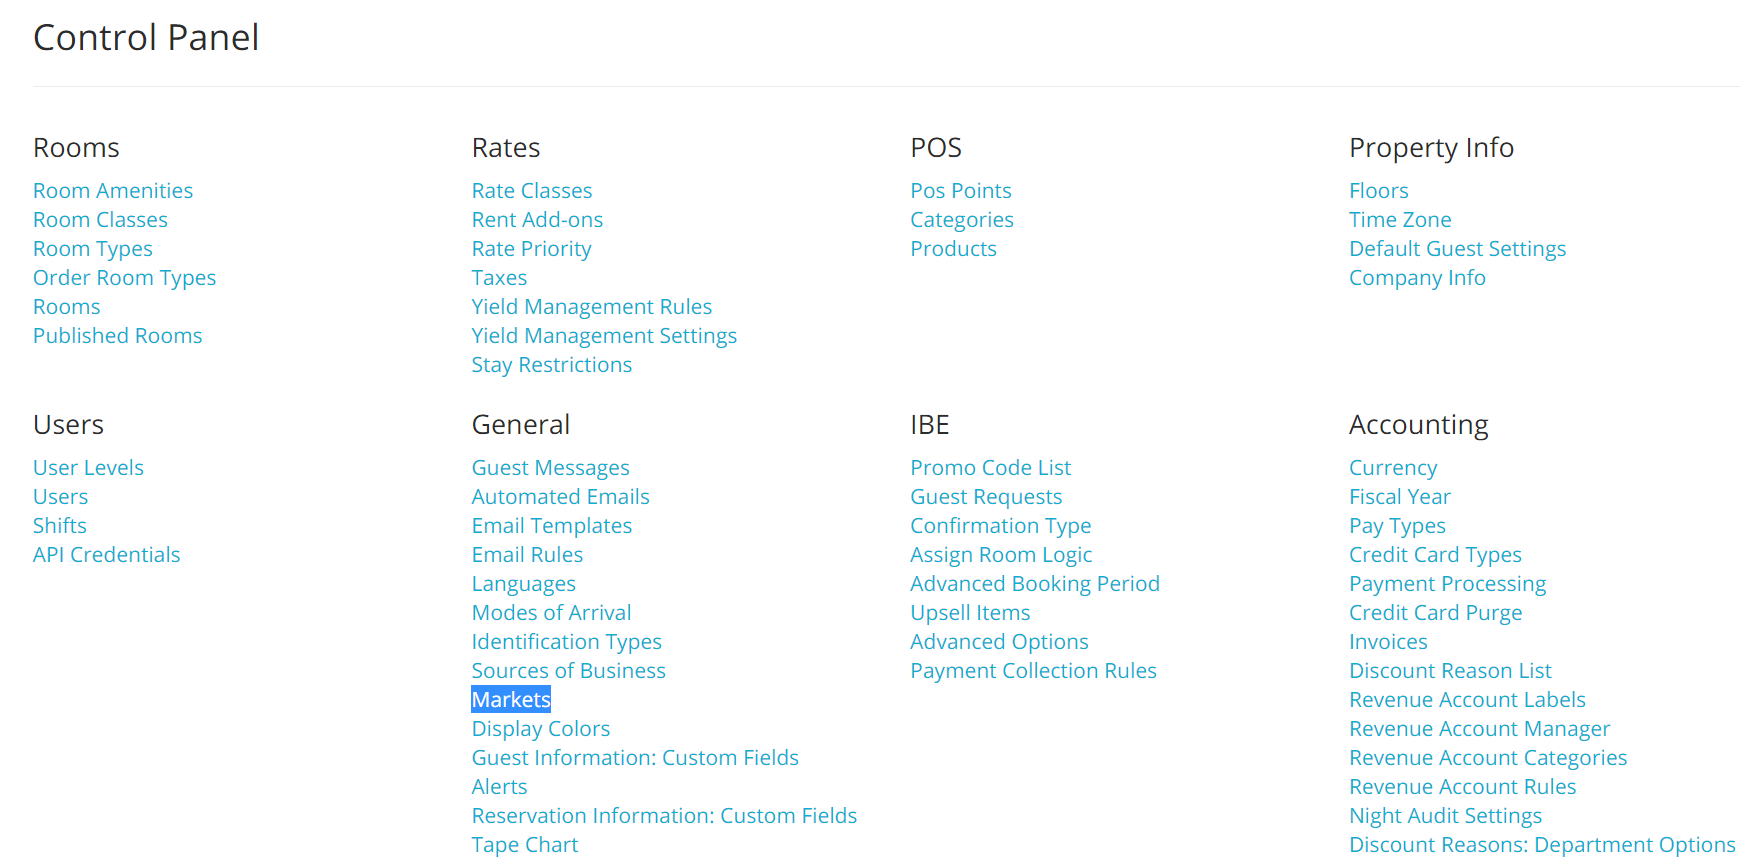 Control Panel
Rooms
Room Amenities
Room Classes
Room Types
Order Room Types
Rooms
Published Rooms
Rates
Rate Classes
Rent Add-ons
Rate Priority
Taxes
Yield Management Rules
Yield Management Settings
Stay Restrictions
POS
Pos Points
Categories
Products
Property Info
Floors
Time Zone
Default Guest Settings
Company Info
Users
User Levels
Users
Shifts
API Credentials
General
Guest Messages
Automated Emails
Email Templates
Email Rules
Languages
Modes of Arrival
Identification Types
Sources of Business
Markets
Display Colors
Guest Information: Custom Fields
Alerts
Reservation Information: Custom Fields
Tape Chart
IBE
Promo Code List
Guest Requests
Confirmation Type
Assign Room Logic
Advanced Booking Period
Upsell Items
Advanced Options
Payment Collection Rules
Accounting
Currency
Fiscal Year
Pay Types
Credit Card Types
Payment Processing
Credit Card Purge
Invoices
Discount Reason List
Revenue Account Labels
Revenue Account Manager
Revenue Account Categories
Revenue Account Rules
Night Audit Settings
Discount Reasons: Department Options